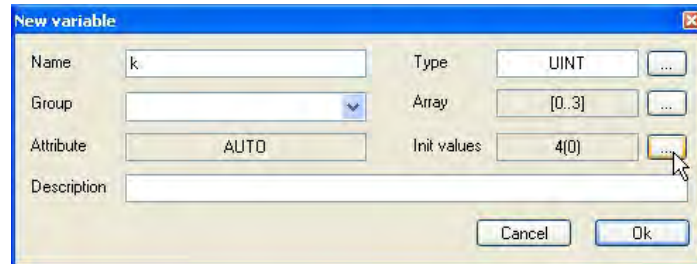 New variable
Name k Type UINT ...
Group Array [0..3] ...
Attribute AUTO Init values 4(0) ...
Description
Cancel Ok